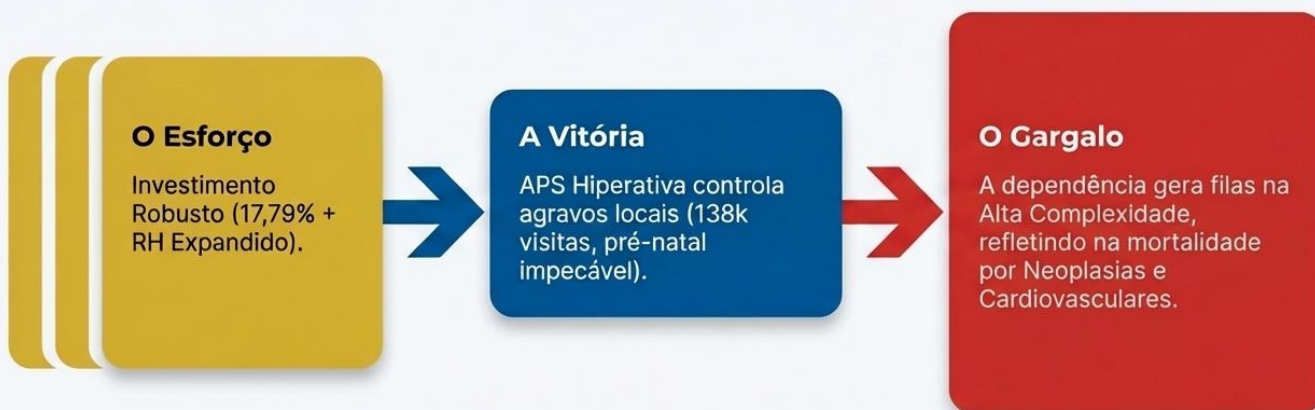 O Esforço
Investimento
Robusto (17,79% +
RH Expandido).
A Vitória
APS Hiperativa controla
agravos locais (138k
visitas, pré-natal
impecável).
O Gargalo
A dependência gera filas na
Alta Complexidade,
refletindo na mortalidade
por Neoplasias e
Cardiovasculares.